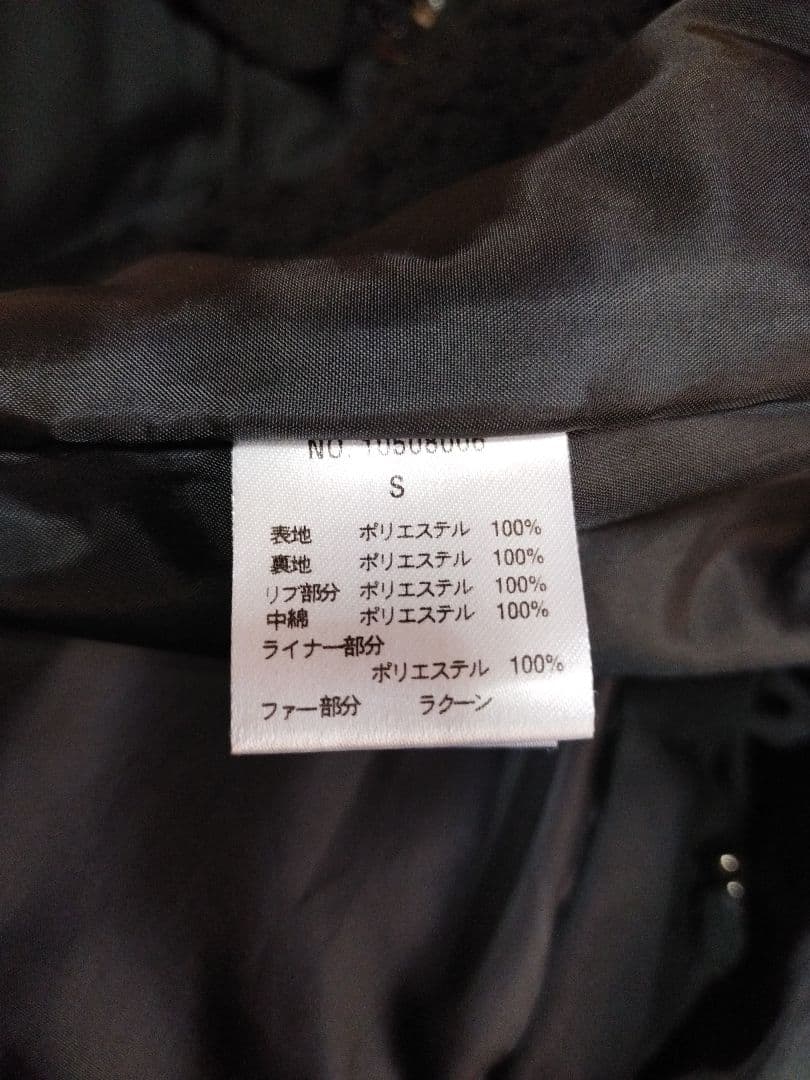 NO. 10508006
S
表地 ポリエステル 100%
裏地 ポリエステル 100%
リブ部分 ポリエステル 100%
中綿 ポリエステル 100%
ライナー部分
ポリエステル 100%
ファー部分 ラクーン